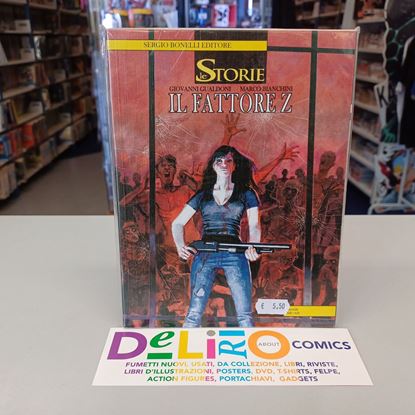 SERGIO BONELLI EDITORE
le STORIE
GIOVANNI GUALDONI MARCO BIANCHINI
IL FATTORE Z
€ 5,50
DeLiRiO ABOUT COMICS
FUMETTI NUOVI, USATI, DA COLLEZIONE, LIBRI, RIVISTE,
LIBRI D'ILLUSTRAZIONI, POSTERS, DVD, T-SHIRTS, FELPE,
ACTION FIGURES, PORTACHIAVI, GADGETS